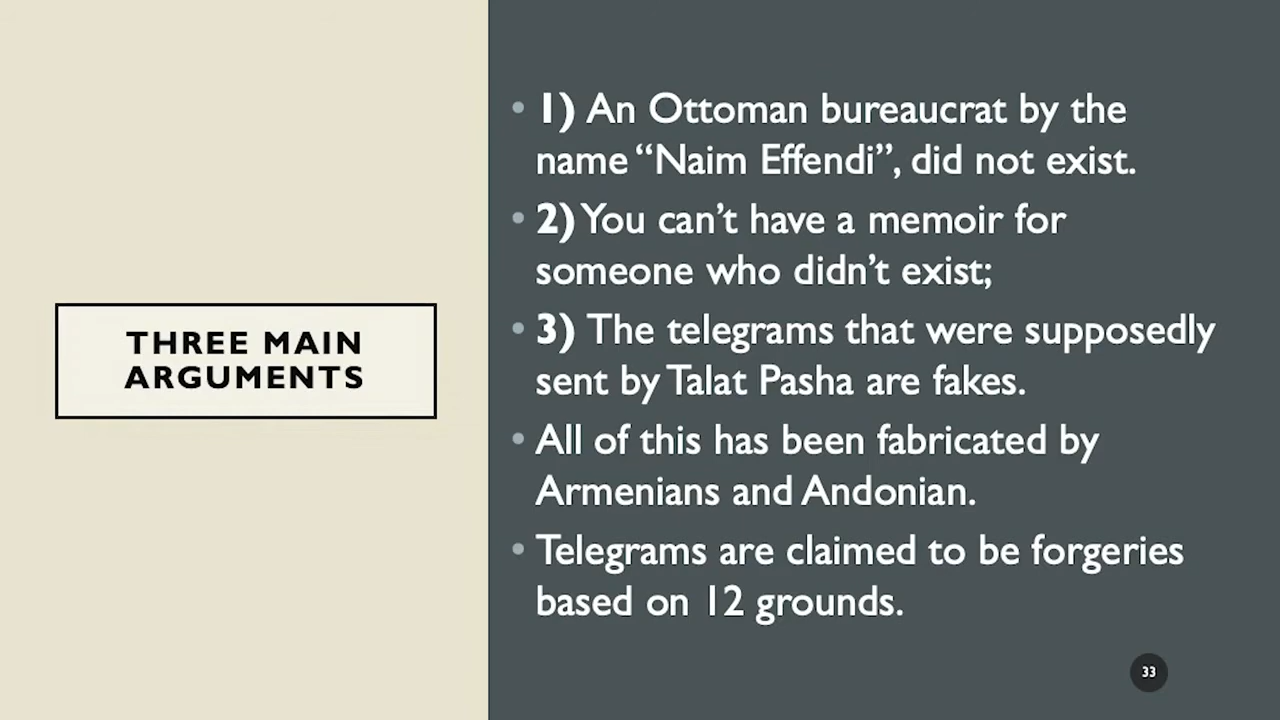 THREE MAIN
ARGUMENTS
• 1) An Ottoman bureaucrat by the
name “Naim Effendi”, did not exist.
• 2) You can’t have a memoir for
someone who didn’t exist;
• 3) The telegrams that were supposedly
sent by Talat Pasha are fakes.
• All of this has been fabricated by
Armenians and Andonian.
• Telegrams are claimed to be forgeries
based on 12 grounds.
33